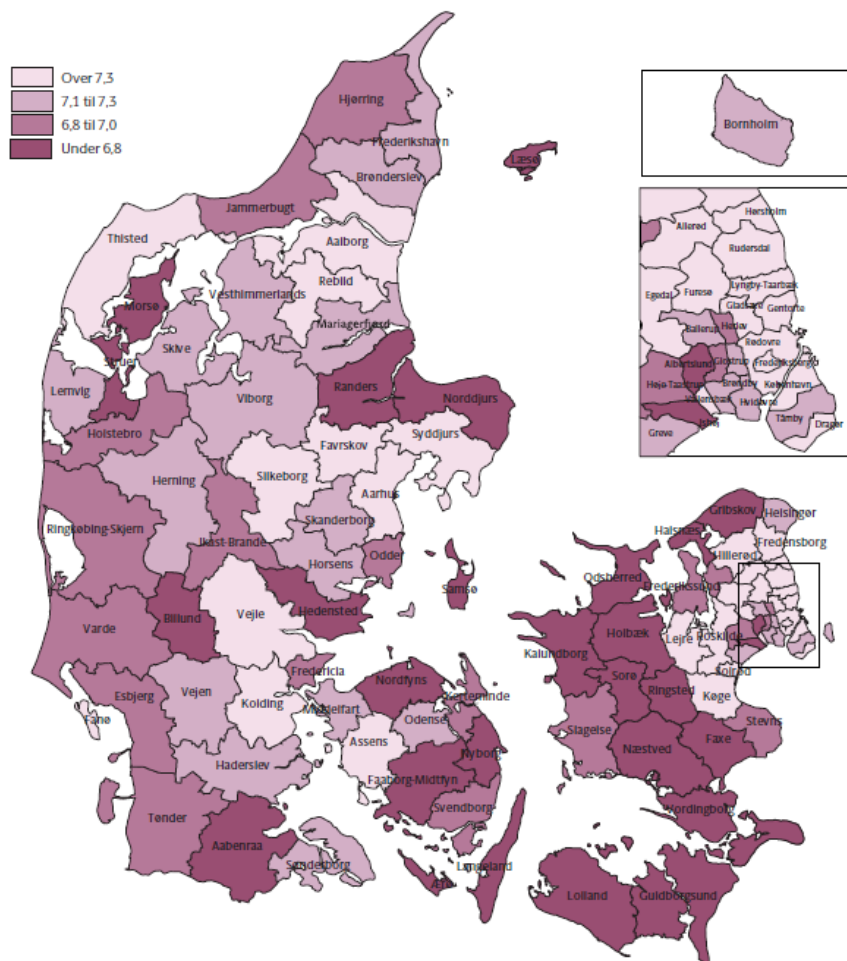 Over 7,3
7,1 til 7,3
6,8 til 7,0
Under 6,8
Hjørring
Frederikshavn
Læsø
Brønderslev
Jammerbugt
Thisted
Aalborg
Rebild
Vesthimmerlands
Morsø
Mariagerfjord
Struer
Skive
Lemvig
Viborg
Randers
Norddjurs
Holstebro
Favrskov
Syddjurs
Silkeborg
Herning
Aarhus
Skanderborg
Ringkøbing-Skjern
Ikast-Brande
Horsens
Odder
Samsø
Hedensted
Billund
Vejle
Varde
Fredericia
Esbjerg
Vejen
Kolding
Middelfart
Nordfyns
Kerteminde
Odense
Fanø
Assens
Nyborg
Haderslev
Faaborg-Midtfyn
Svendborg
Tønder
Aabenraa
Sønderborg
Langeland
Ærø
Bornholm
Hørsholm
Allerød
Rudersdal
Egedal
Furesø
Lyngby-Taarbæk
Gladsaxe
Gentofte
Ballerup
Herlev
Rødovre
Albertslund
Glostrup
Frederiksberg
Høje-Taastrup
Brøndby
København
Vallensbæk
Hvidovre
Ishøj
Tårnby
Dragør
Greve
Gribskov
Helsingør
Halsnæs
Fredensborg
Hillerød
Odsherred
Frederikssund
Holbæk
Lejre
Roskilde
Kalundborg
Solrød
Sorø
Ringsted
Køge
Slagelse
Stevns
Næstved
Faxe
Vordingborg
Lolland
Guldborgsund